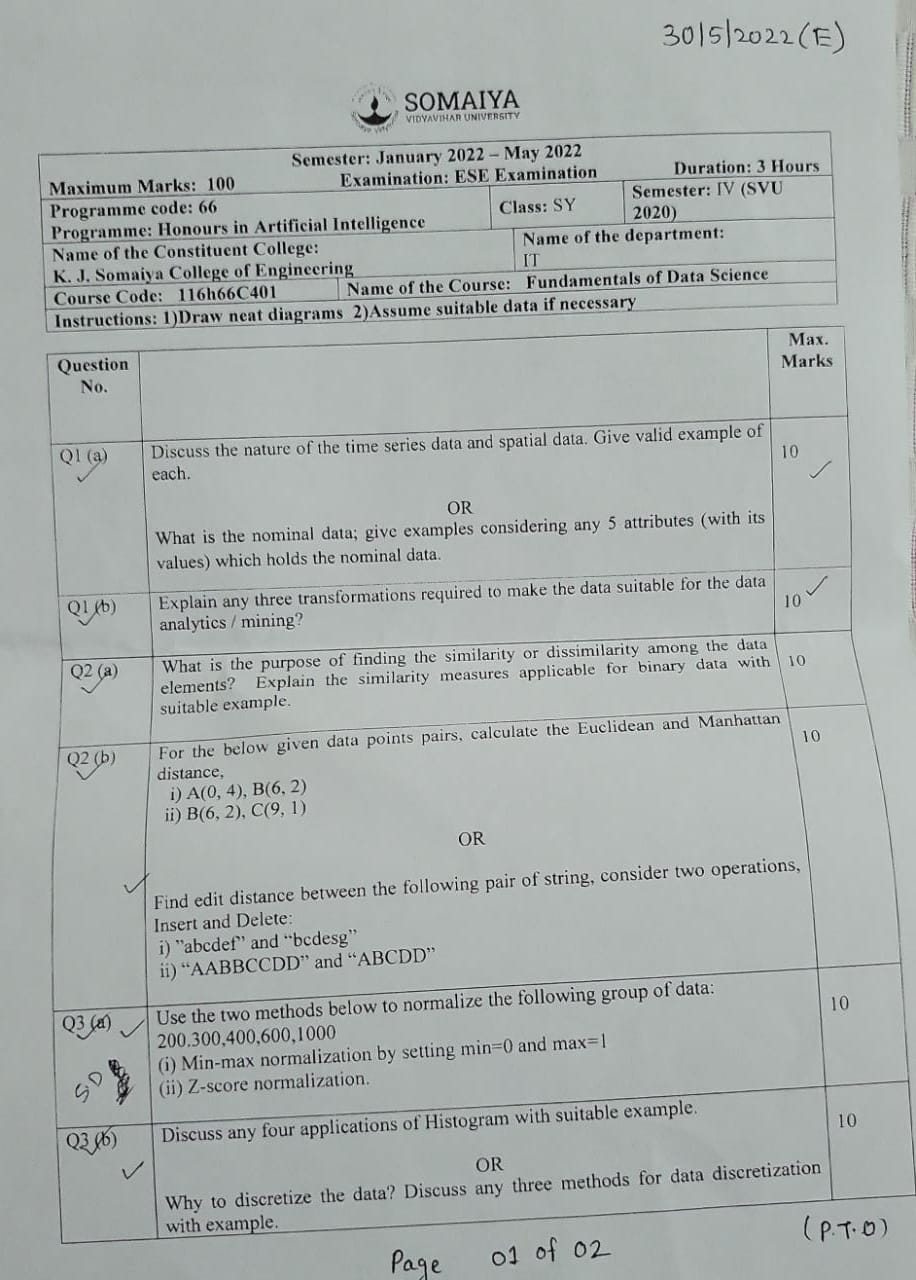 30/5/2022 (E)
SOMAIYA
VIDYAVIHAR UNIVERSITY
Semester: January 2022 – May 2022
Maximum Marks: 100 Examination: ESE Examination Duration: 3 Hours
Programme code: 66 Class: SY Semester: IV (SVU
Programme: Honours in Artificial Intelligence 2020)
Name of the Constituent College: Name of the department:
K. J. Somaiya College of Engineering IT
Course Code: 116h66C401 Name of the Course: Fundamentals of Data Science
Instructions: 1)Draw neat diagrams 2)Assume suitable data if necessary
Question Max.
No. Marks
Q1 (a) Discuss the nature of the time series data and spatial data. Give valid example of 10
each.
OR
What is the nominal data; give examples considering any 5 attributes (with its
values) which holds the nominal data.
Q1 (b) Explain any three transformations required to make the data suitable for the data 10
analytics / mining?
Q2 (a) What is the purpose of finding the similarity or dissimilarity among the data 10
elements? Explain the similarity measures applicable for binary data with
suitable example.
Q2 (b) For the below given data points pairs, calculate the Euclidean and Manhattan 10
distance,
i) A(0, 4), B(6, 2)
ii) B(6, 2), C(9, 1)
OR
Find edit distance between the following pair of string, consider two operations,
Insert and Delete:
i) ”abcdef” and “bcdesg”
ii) “AABBCCDD” and “ABCDD”
Q3 (a) Use the two methods below to normalize the following group of data: 10
200.300,400,600,1000
(i) Min-max normalization by setting min=0 and max=1
(ii) Z-score normalization.
Q3 (b) Discuss any four applications of Histogram with suitable example. 10
OR
Why to discretize the data? Discuss any three methods for data discretization
with example.
(P.T.O)
Page 01 of 02